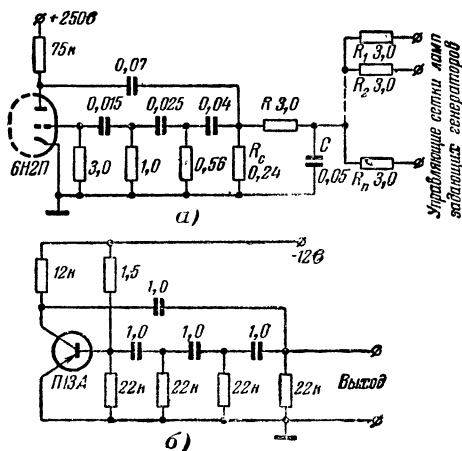 +250в
75к
0,07
0,015
0,025
0,04
R 3,0
R₁ 3,0
R₂ 3,0
Rₙ 3,0
6Н2П
3,0
1,0
0,56
Rс
0,24
C
0,05
Управляющие сетки ламп
задающих генераторов
а)
-12в
12к
1,5
1,0
1,0
1,0
1,0
П13А
22к
22к
22к
22к
Выход
б)